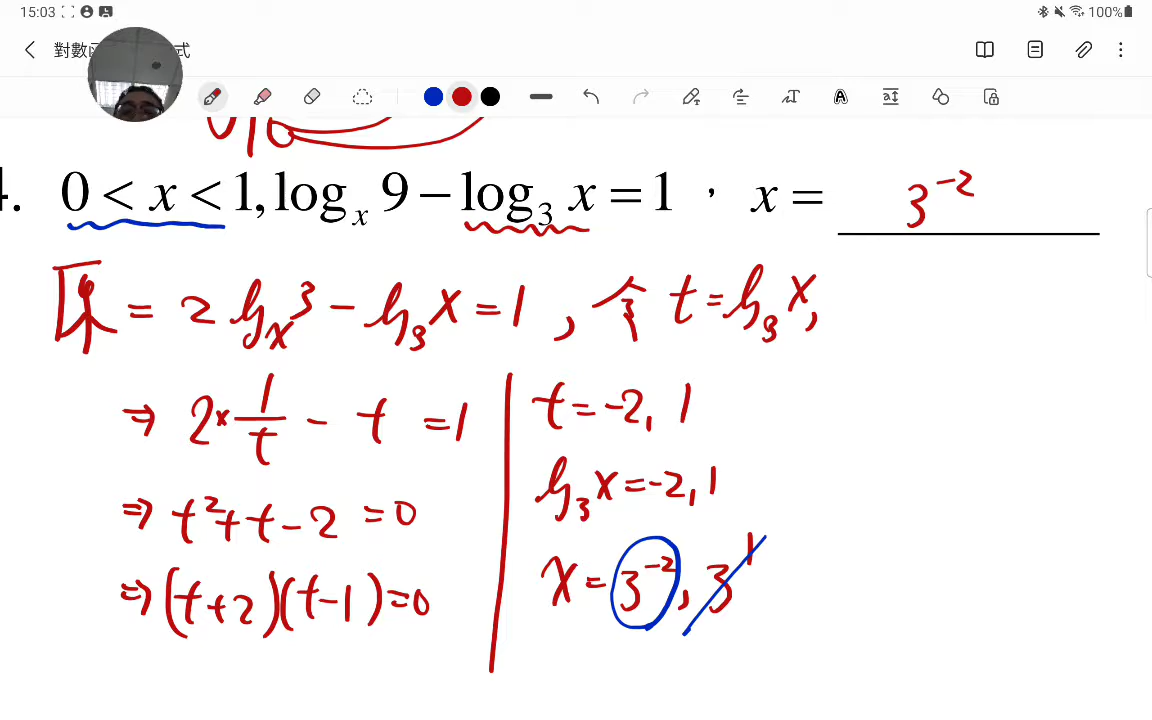 15:03 100%
對數 式
4. 0 < x < 1, log_x 9 − log_3 x = 1 , x = 3^{-2}
原 = 2 log_x 3 − log_3 x = 1 , 令 t = log_3 x,
⇒ 2 × 1/t − t = 1
⇒ t² + t − 2 = 0
⇒ (t+2)(t−1) = 0
t = −2, 1
log_3 x = −2, 1
x = 3^{-2}, 3^1